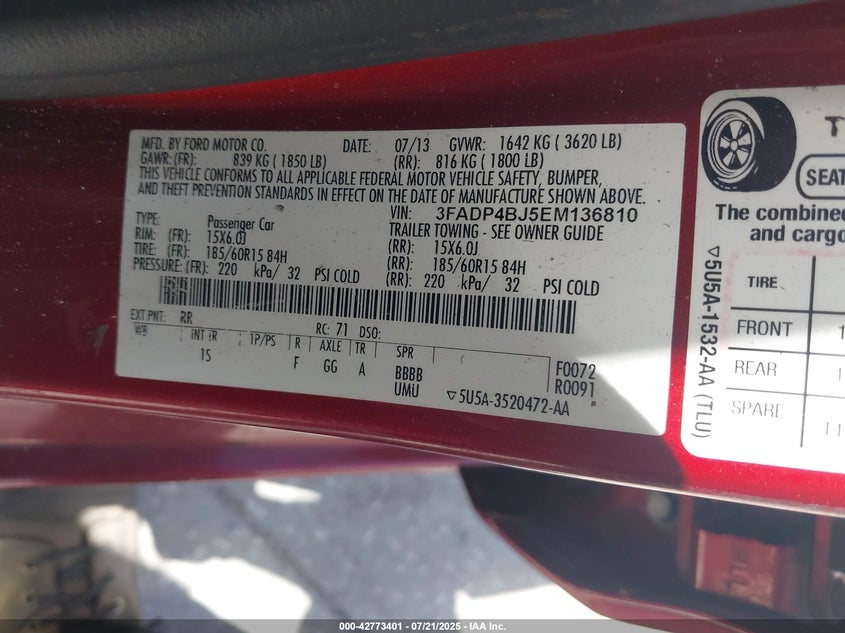 MFD. BY FORD MOTOR CO. DATE: 07/13 GVWR: 1642 KG ( 3620 LB)
GAWR: (FR): 839 KG ( 1850 LB) (RR): 816 KG ( 1800 LB)
THIS VEHICLE CONFORMS TO ALL APPLICABLE FEDERAL MOTOR VEHICLE SAFETY, BUMPER,
AND THEFT PREVENTION STANDARDS IN EFFECT ON THE DATE OF MANUFACTURE SHOWN ABOVE.
VIN: 3FADP4BJ5EM136810
TYPE: Passenger Car TRAILER TOWING - SEE OWNER GUIDE
RIM: (FR): 15X6.0J (RR): 15X6.0J
TIRE: (FR): 185/60R15 84H (RR): 185/60R15 84H
PRESSURE: (FR): 220 kPa/ 32 PSI COLD (RR): 220 kPa/ 32 PSI COLD
EXT PNT: RR RC: 71 DSO:
WB INT TR TP/PS R AXLE TR SPR
1S F GG A BBBB
UMU
F0072
R0091
▽5U5A-3520472-AA
T
SEAT
The combined
and cargo
▽5U5A-1532-AA (TLU)
TIRE
FRONT 1
REAR 1
SPARE T1
000-42773401 - 07/21/2025 - IAA Inc.